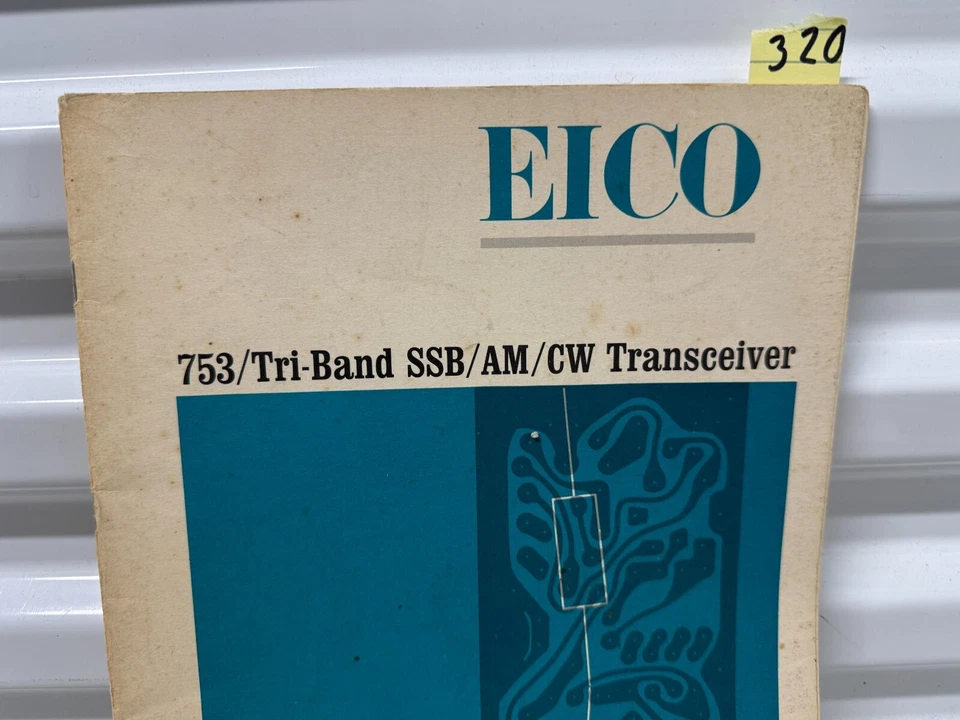 320
EICO
753/Tri-Band SSB/AM/CW Transceiver